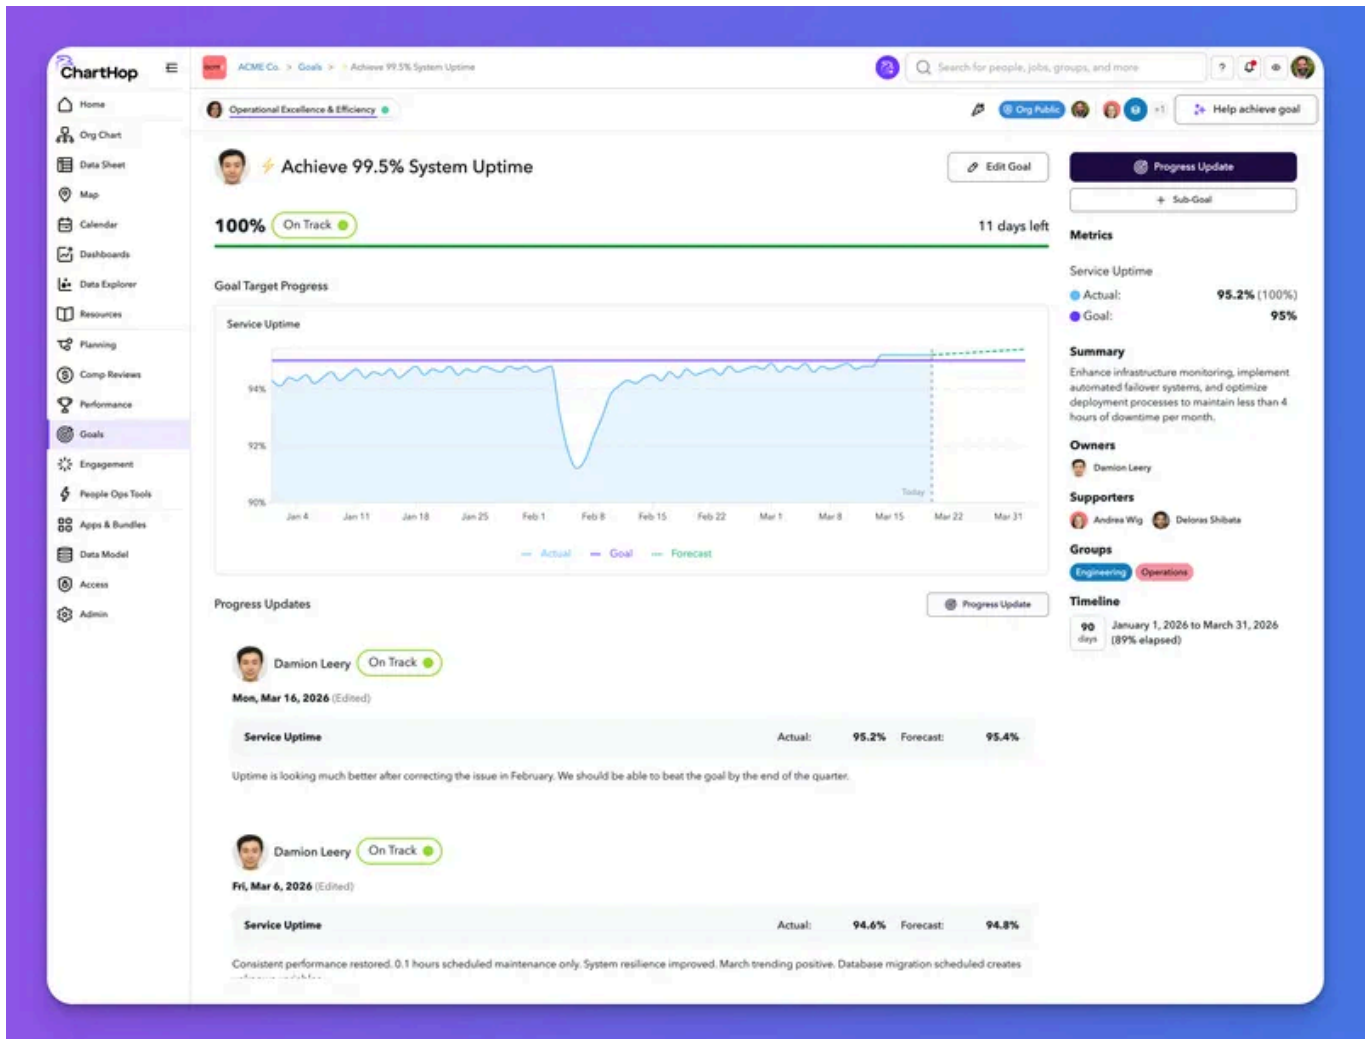 ChartHop
ACME Co. > Goals > Achieve 99.5% System Uptime
Search for people, jobs, groups, and more
?
Home
Org Chart
Data Sheet
Map
Calendar
Dashboards
Data Explorer
Resources
Planning
Comp Reviews
Performance
Goals
Engagement
People Ops Tools
Apps & Bundles
Data Model
Access
Admin
Operational Excellence & Efficiency
Org Public
+1
Help achieve goal
Achieve 99.5% System Uptime
Edit Goal
100% On Track
11 days left
Goal Target Progress
Service Uptime
94%
92%
90%
Today
Jan 4 Jan 11 Jan 18 Jan 25 Feb 1 Feb 8 Feb 15 Feb 22 Mar 1 Mar 8 Mar 15 Mar 22 Mar 31
Actual Goal Forecast
Progress Updates
Progress Update
Damion Leery On Track
Mon, Mar 16, 2026 (Edited)
Service Uptime Actual: 95.2% Forecast: 95.4%
Uptime is looking much better after correcting the issue in February. We should be able to beat the goal by the end of the quarter.
Damion Leery On Track
Fri, Mar 6, 2026 (Edited)
Service Uptime Actual: 94.6% Forecast: 94.8%
Consistent performance restored. 0.1 hours scheduled maintenance only. System resilience improved. March trending positive. Database migration scheduled creates
Progress Update
+ Sub-Goal
Metrics
Service Uptime
Actual: 95.2% (100%)
Goal: 95%
Summary
Enhance infrastructure monitoring, implement
automated failover systems, and optimize
deployment processes to maintain less than 4
hours of downtime per month.
Owners
Damion Leery
Supporters
Andrea Wig Deloras Shibata
Groups
Engineering Operations
Timeline
90 days
January 1, 2026 to March 31, 2026
(89% elapsed)